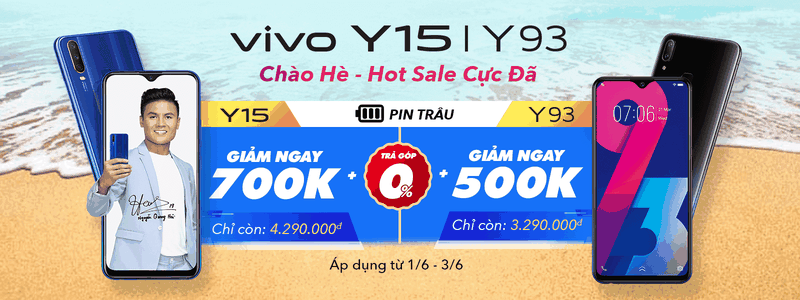 vivo Y15 | Y93
Chào Hè - Hot Sale Cực Đã
Y15
PIN TRÂU
Y93
GIẢM NGAY
700K
+
TRẢ GÓP
0%
+
GIẢM NGAY
500K
Chỉ còn: 4.290.000đ
Chỉ còn: 3.290.000đ
Áp dụng từ 1/6 - 3/6
07:06